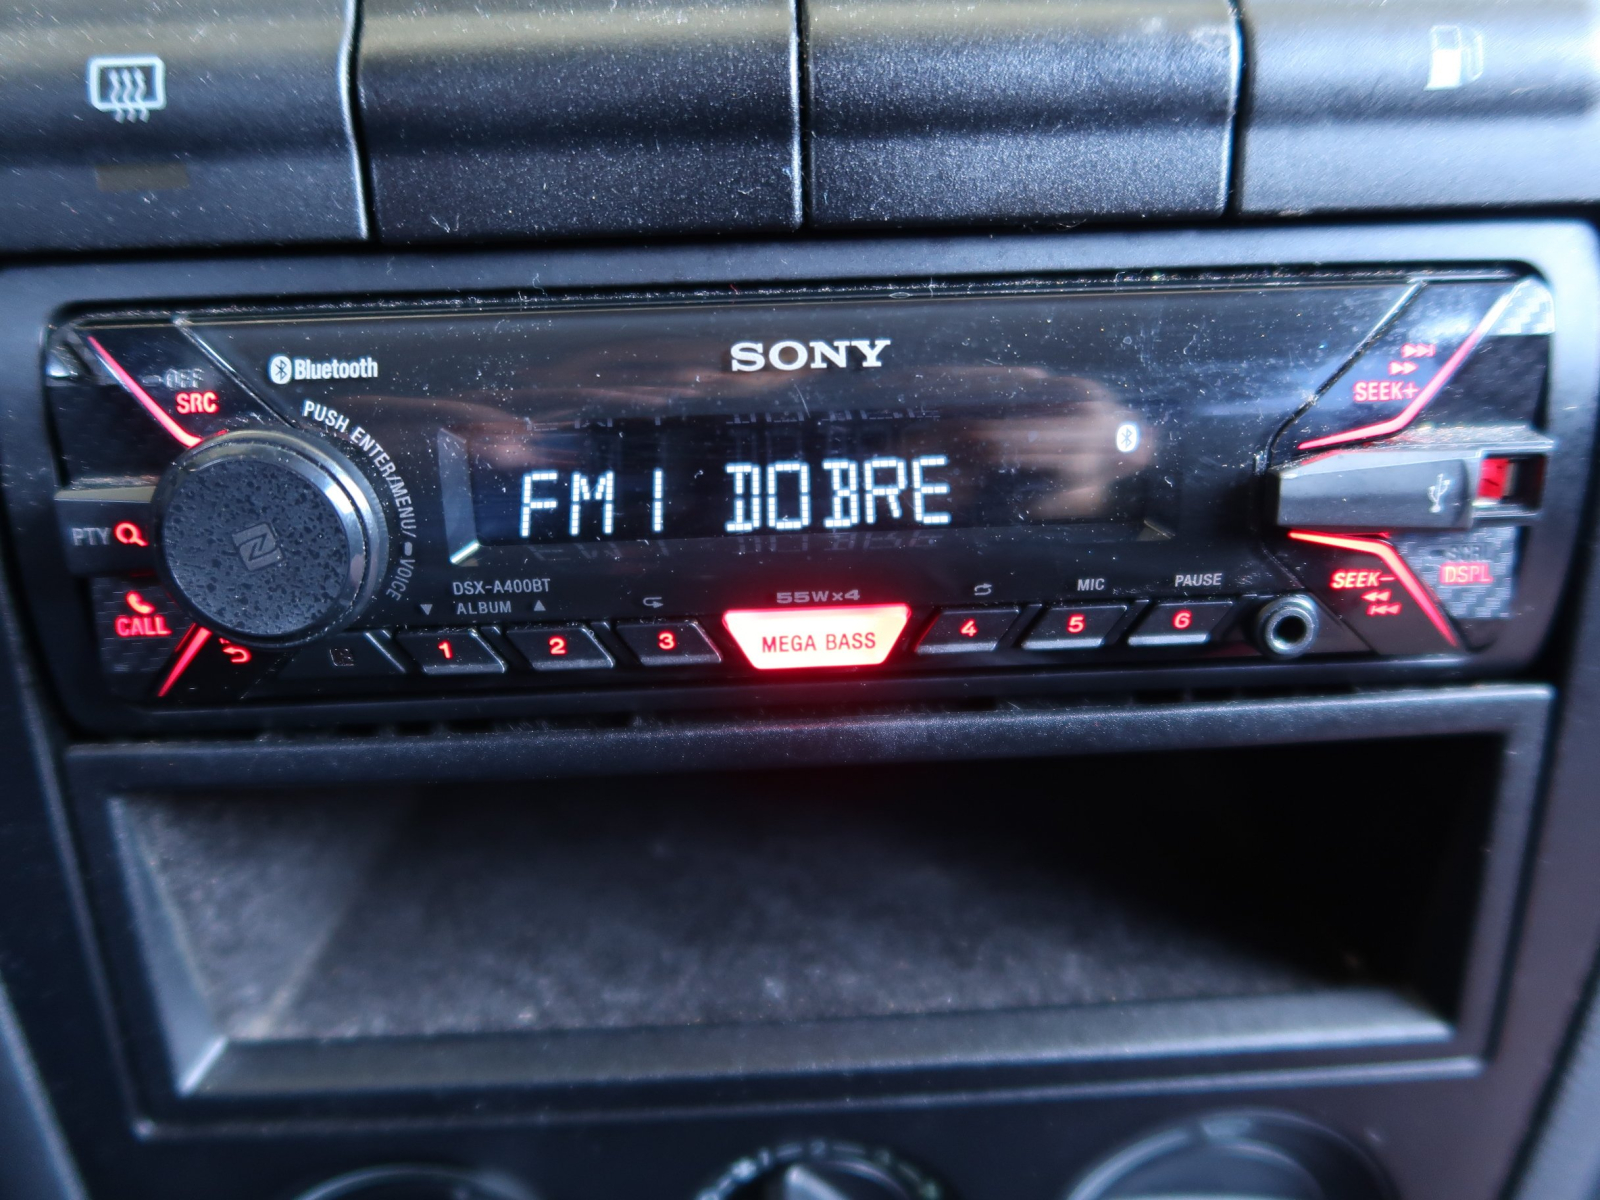 SONY
Bluetooth
OFF
SRC
PUSH ENTER/MENU/ VOICE
SEEK+
FM1 DOBRE
PTY
DSX-A400BT
ALBUM
55W×4
MIC
PAUSE
SEEK−
DSPL
CALL
1
2
3
MEGA BASS
4
5
6